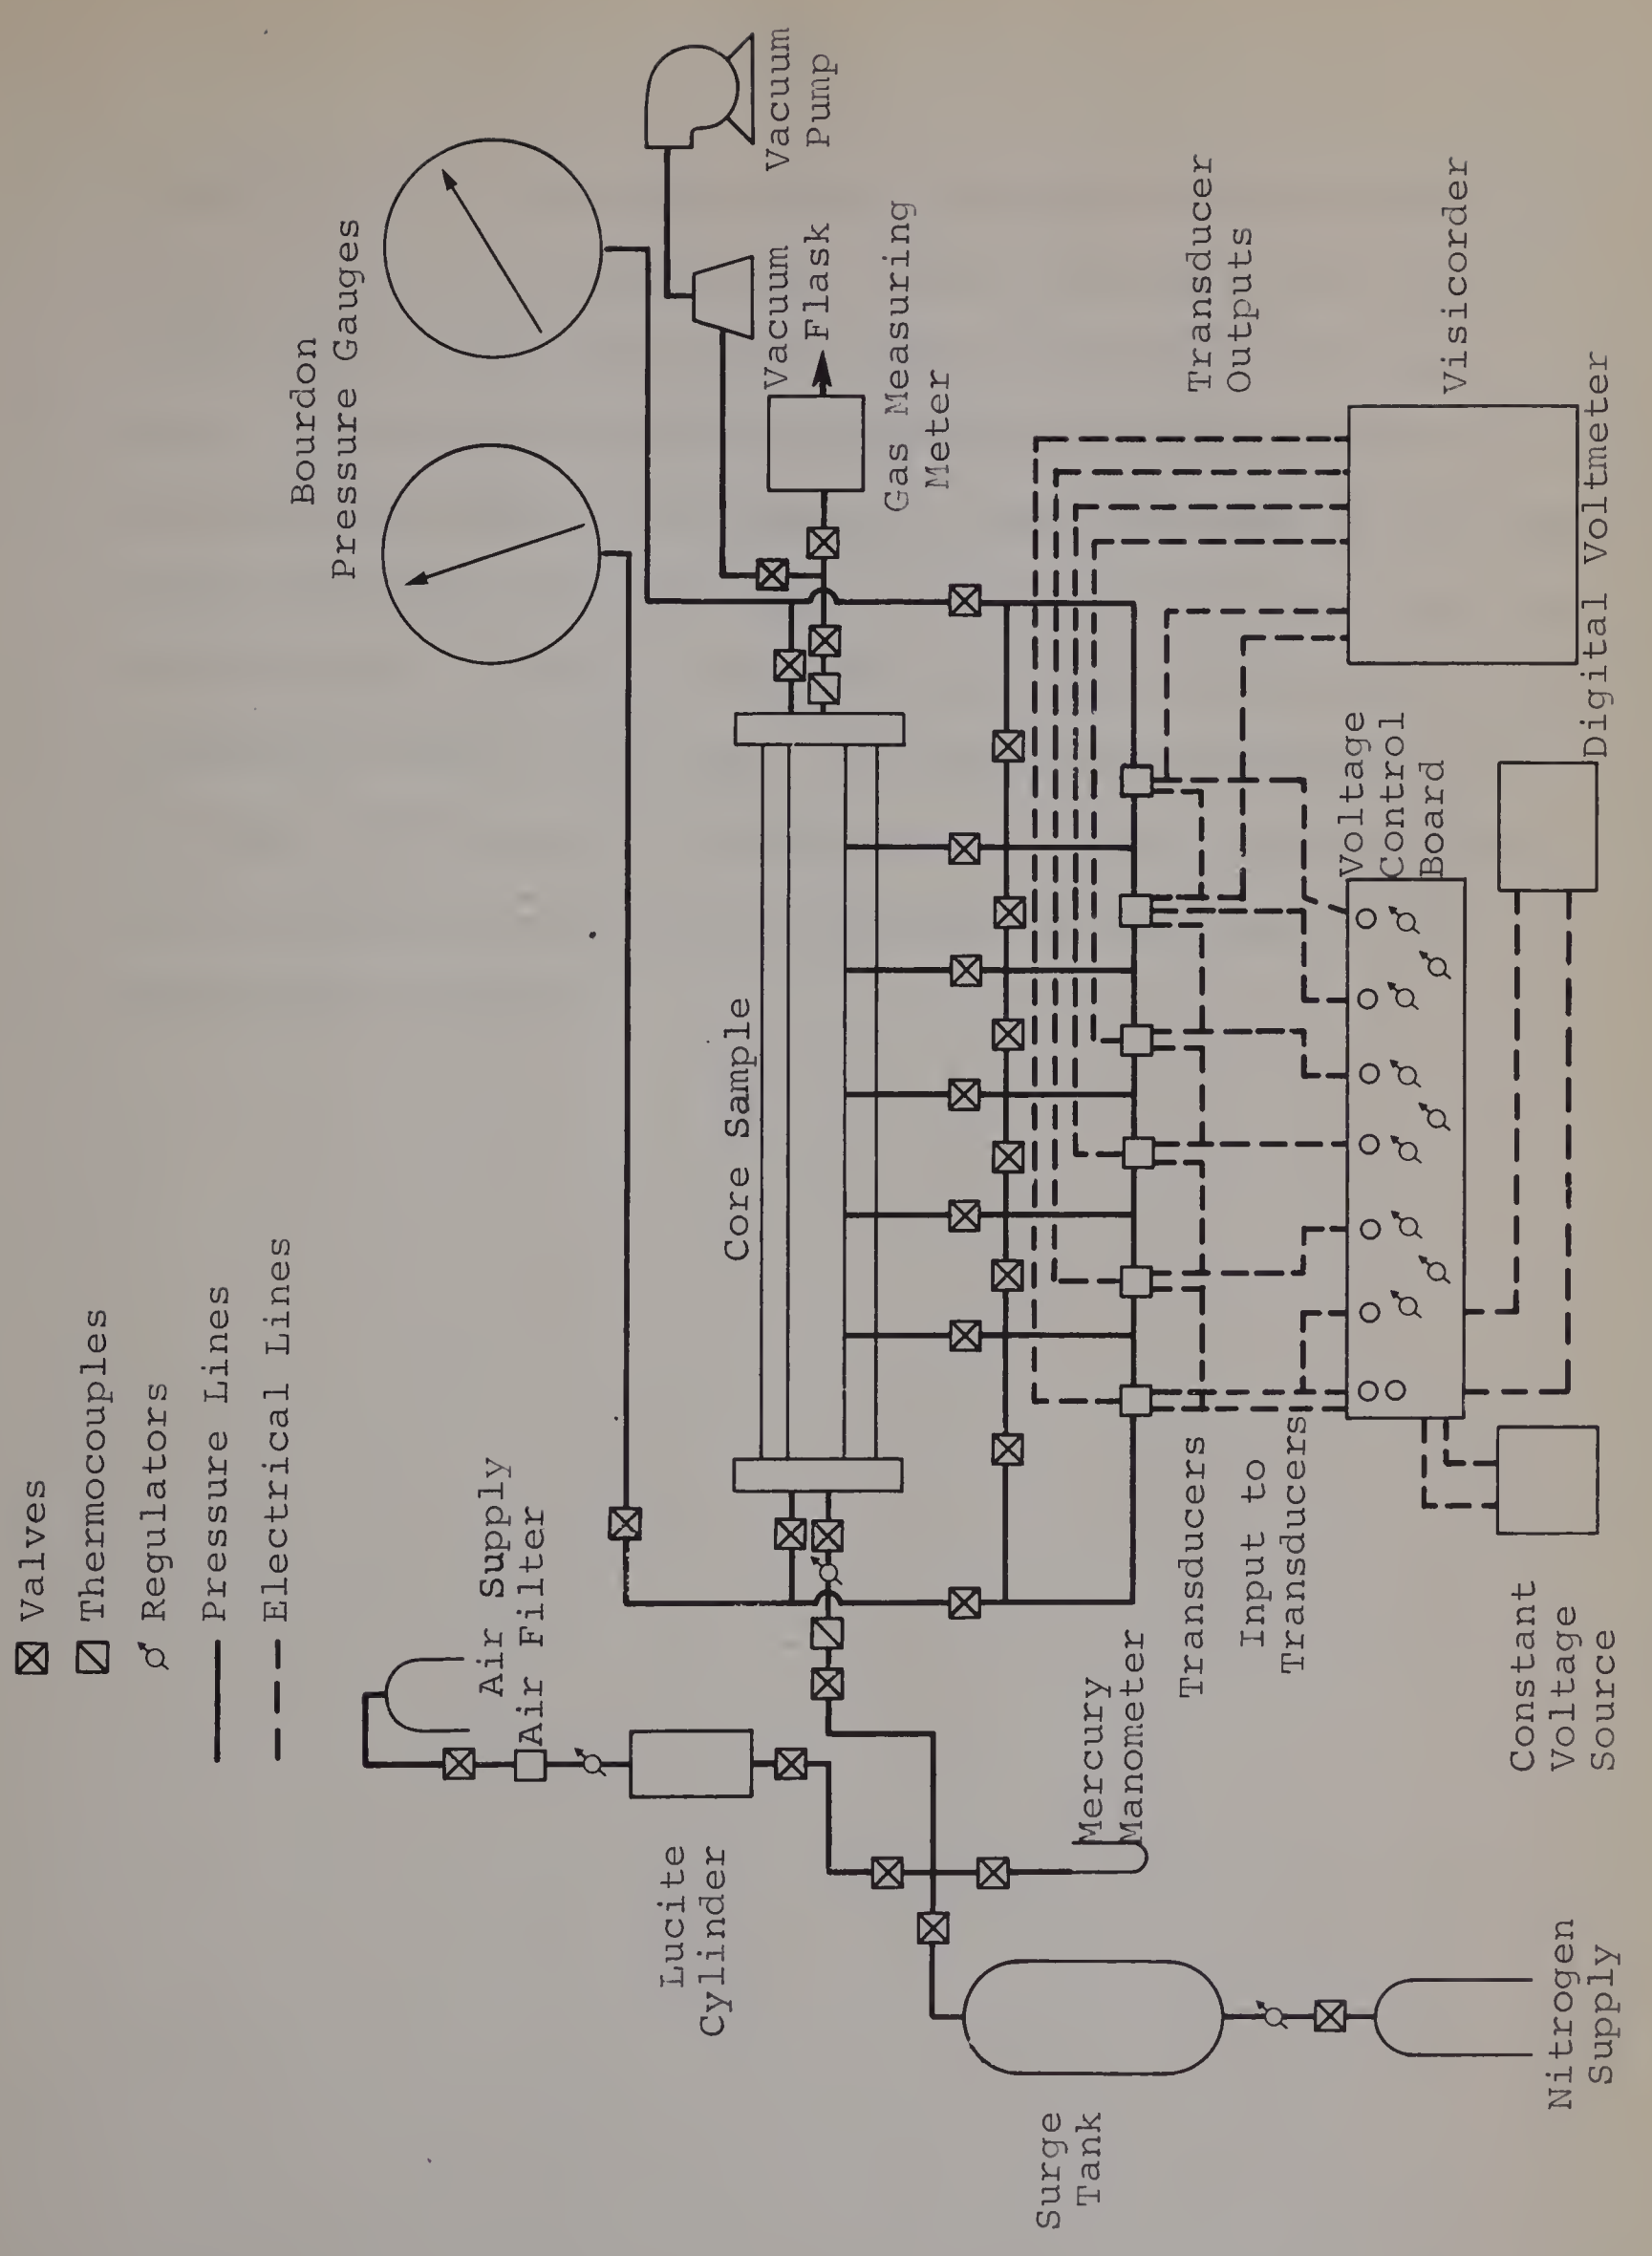 Valves
Thermocouples
Regulators
Pressure Lines
Electrical Lines
Bourdon
Pressure Gauges
Air Supply
Air Filter
Lucite
Cylinder
Core Sample
Vacuum
Pump
Vacuum
Flask
Gas Measuring
Meter
Surge
Tank
Mercury
Manometer
Transducers
Input to
Transducers
Transducer
Outputs
Voltage
Control
Board
Visicorder
Nitrogen
Supply
Constant
Voltage
Source
Digital Voltmeter